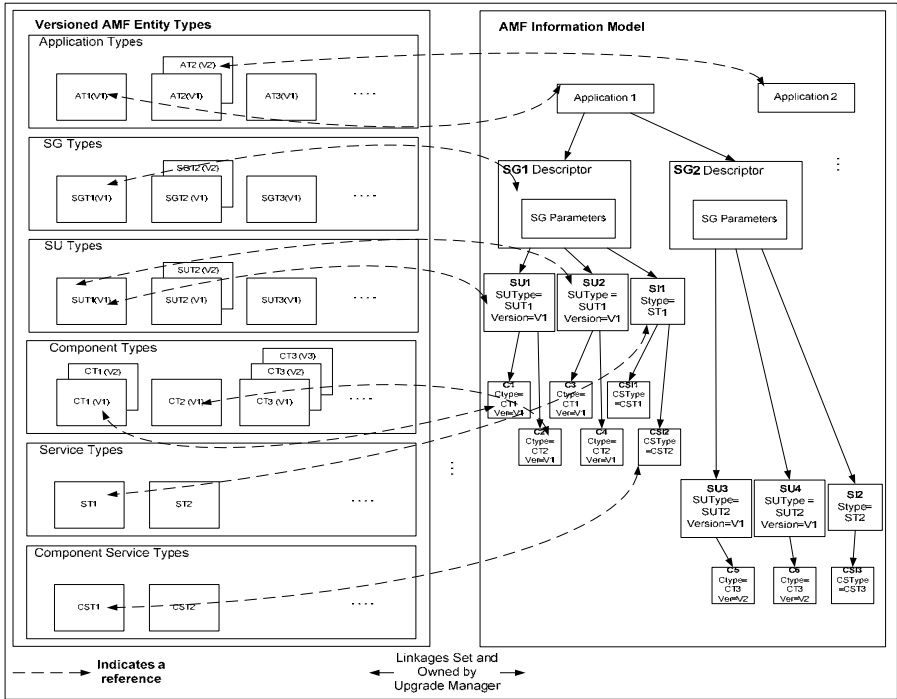 Versioned AMF Entity Types
Application Types
AT2 (V2)
AT1(V1)
AT2(V1)
AT3(V1)
....
SG Types
SGT2 (V2)
SGT1(V1)
SGT2 (V1)
SGT3(V1)
....
SU Types
SUT2 (V2)
SUT1(V1)
SUT2 (V1)
SUT3(V1)
....
Component Types
CT3 (V3)
CT1 (V2)
CT3 (V2)
CT1 (V1)
CT2 (V1)
CT3 (V1)
....
Service Types
ST1
ST2
....
Component Service Types
CST1
CST2
....
AMF Information Model
Application 1
Application 2
SG1 Descriptor
SG Parameters
SG2 Descriptor
SG Parameters
SU1
SUType=
SUT1
Version=V1
SU2
SUType =
SUT1
Version=V1
SI1
Stype=
ST1
C1
Ctype=
CT1
Ver=V1
C3
Ctype=
CT1
Ver=V1
CSI1
CSType
=CST1
C2
Ctype=
CT2
Ver=V1
C4
Ctype=
CT2
Ver=V1
CSI2
CSType
=CST2
SU3
SUType=
SUT2
Version=V1
SU4
SUType=
SUT2
Version=V1
SI2
Stype=
ST2
C5
Ctype=
CT3
Ver=V2
C6
Ctype=
CT3
Ver=V2
CSI3
CSType
=CST3
Indicates a
reference
Linkages Set and
Owned by
Upgrade Manager